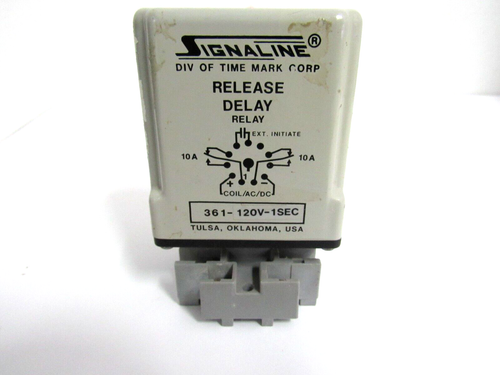 SIGNALINE®
DIV OF TIME MARK CORP
RELEASE
DELAY
RELAY
EXT. INITIATE
10A 10A
+ 1 -
COIL/AC/DC
361-120V-1SEC
TULSA, OKLAHOMA, USA